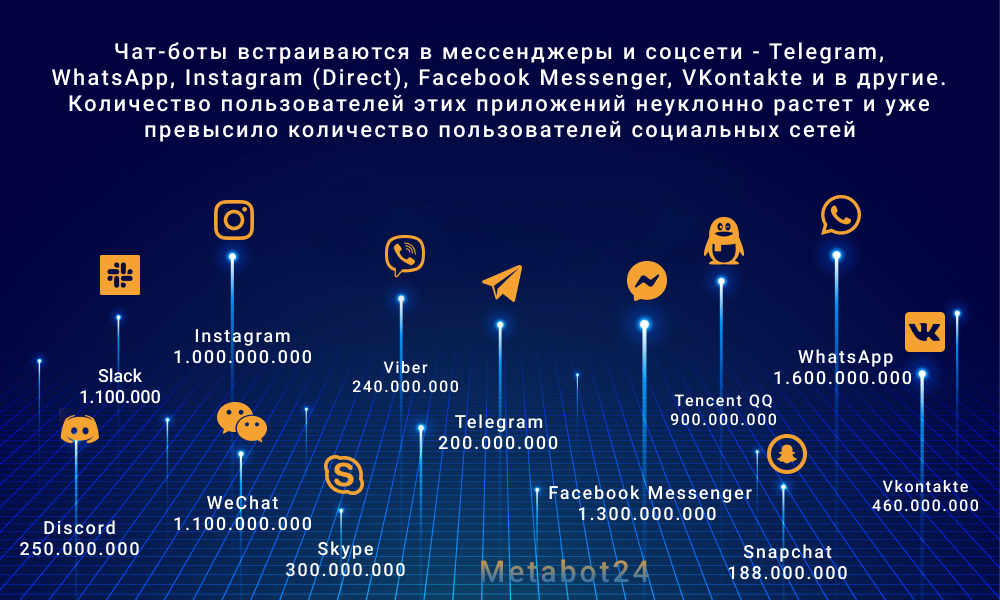 Чат-боты встраиваются в мессенджеры и соцсети - Telegram,
WhatsApp, Instagram (Direct), Facebook Messenger, VKontakte и в другие.
Количество пользователей этих приложений неуклонно растет и уже
превысило количество пользователей социальных сетей
Instagram
1.000.000.000
Slack
1.100.000
Viber
240.000.000
Telegram
200.000.000
Tencent QQ
900.000.000
WhatsApp
1.600.000.000
Discord
250.000.000
WeChat
1.100.000.000
Skype
300.000.000
Facebook Messenger
1.300.000.000
Snapchat
188.000.000
Vkontakte
460.000.000
Metabot24